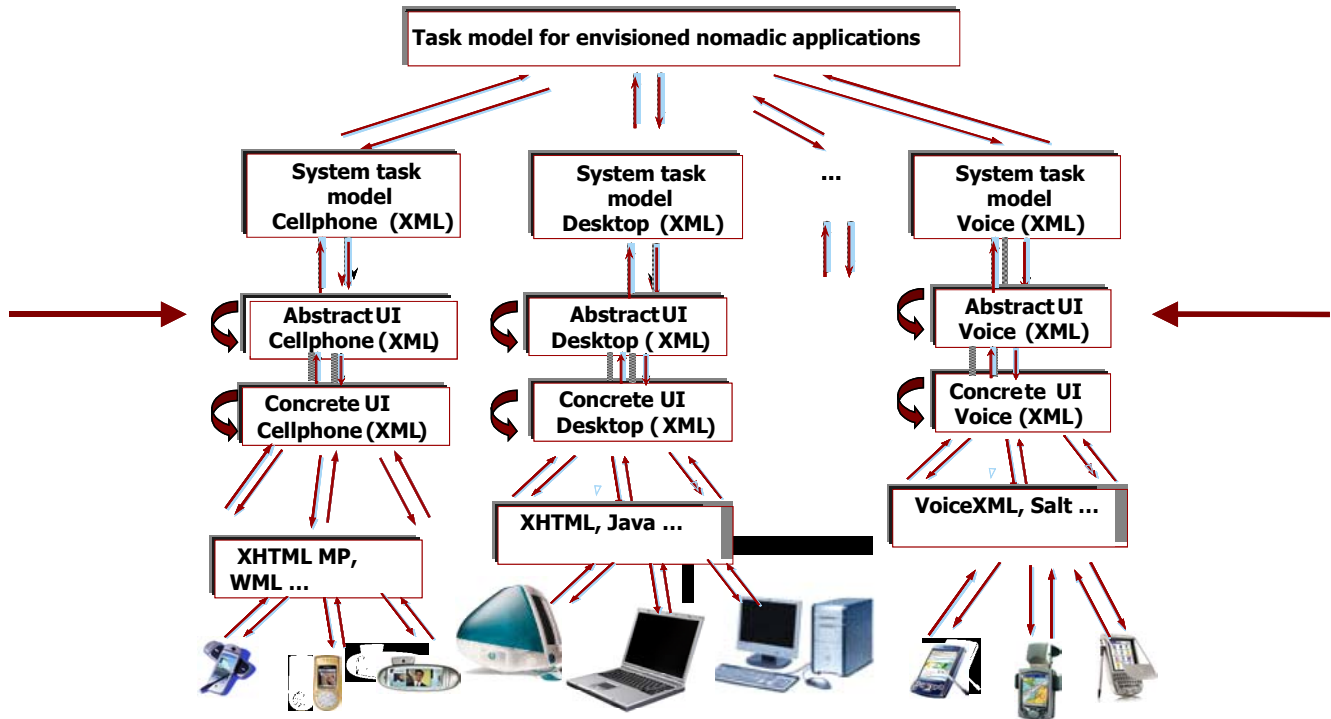 Task model for envisioned nomadic applications
System task
model
Cellphone (XML)
System task
model
Desktop (XML)
...
System task
model
Voice (XML)
Abstract UI
Cellphone (XML)
Abstract UI
Desktop ( XML)
Abstract UI
Voice (XML)
Concrete UI
Cellphone (XML)
Concrete UI
Desktop ( XML)
Concrete UI
Voice (XML)
XHTML MP,
WML ...
XHTML, Java ...
VoiceXML, Salt ...